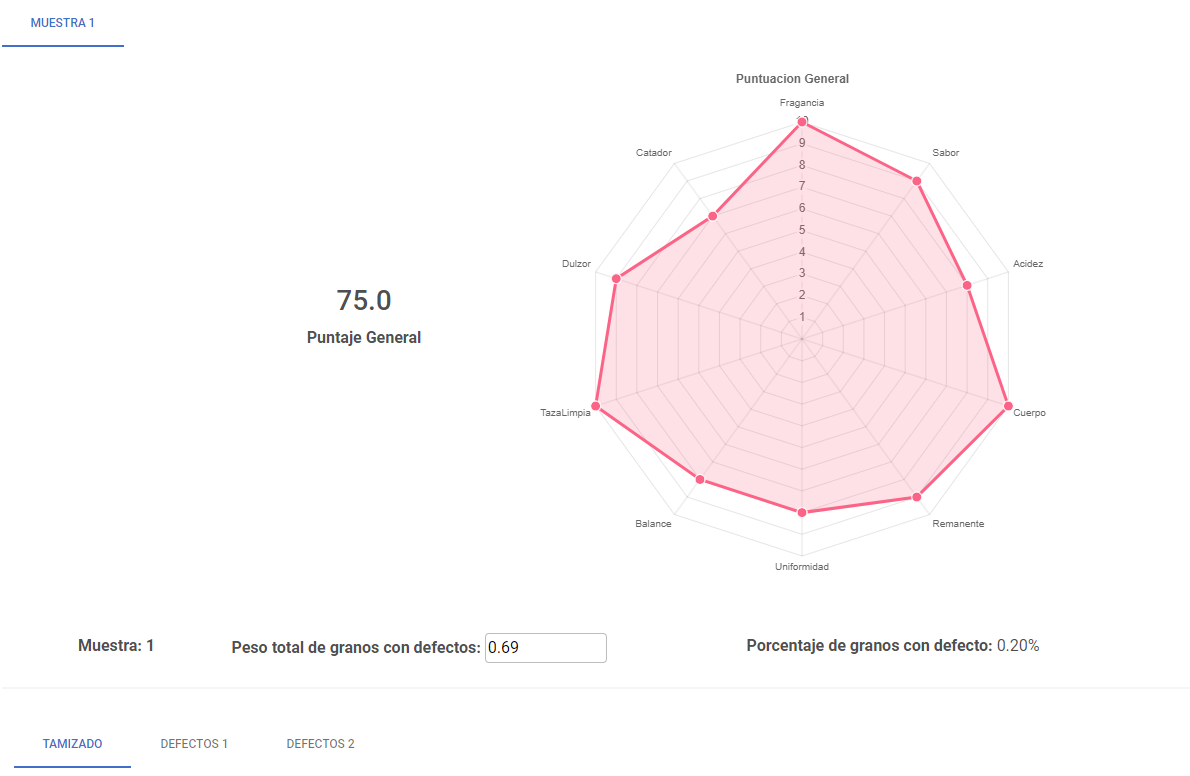 MUESTRA 1
Puntuacion General
Fragancia
Catador
Sabor
9
8
7
6
5
4
3
2
1
Dulzor
Acidez
75.0
Puntaje General
TazaLimpia
Cuerpo
Balance
Remanente
Uniformidad
Muestra: 1
Peso total de granos con defectos: 0.69
Porcentaje de granos con defecto: 0.20%
TAMIZADO
DEFECTOS 1
DEFECTOS 2